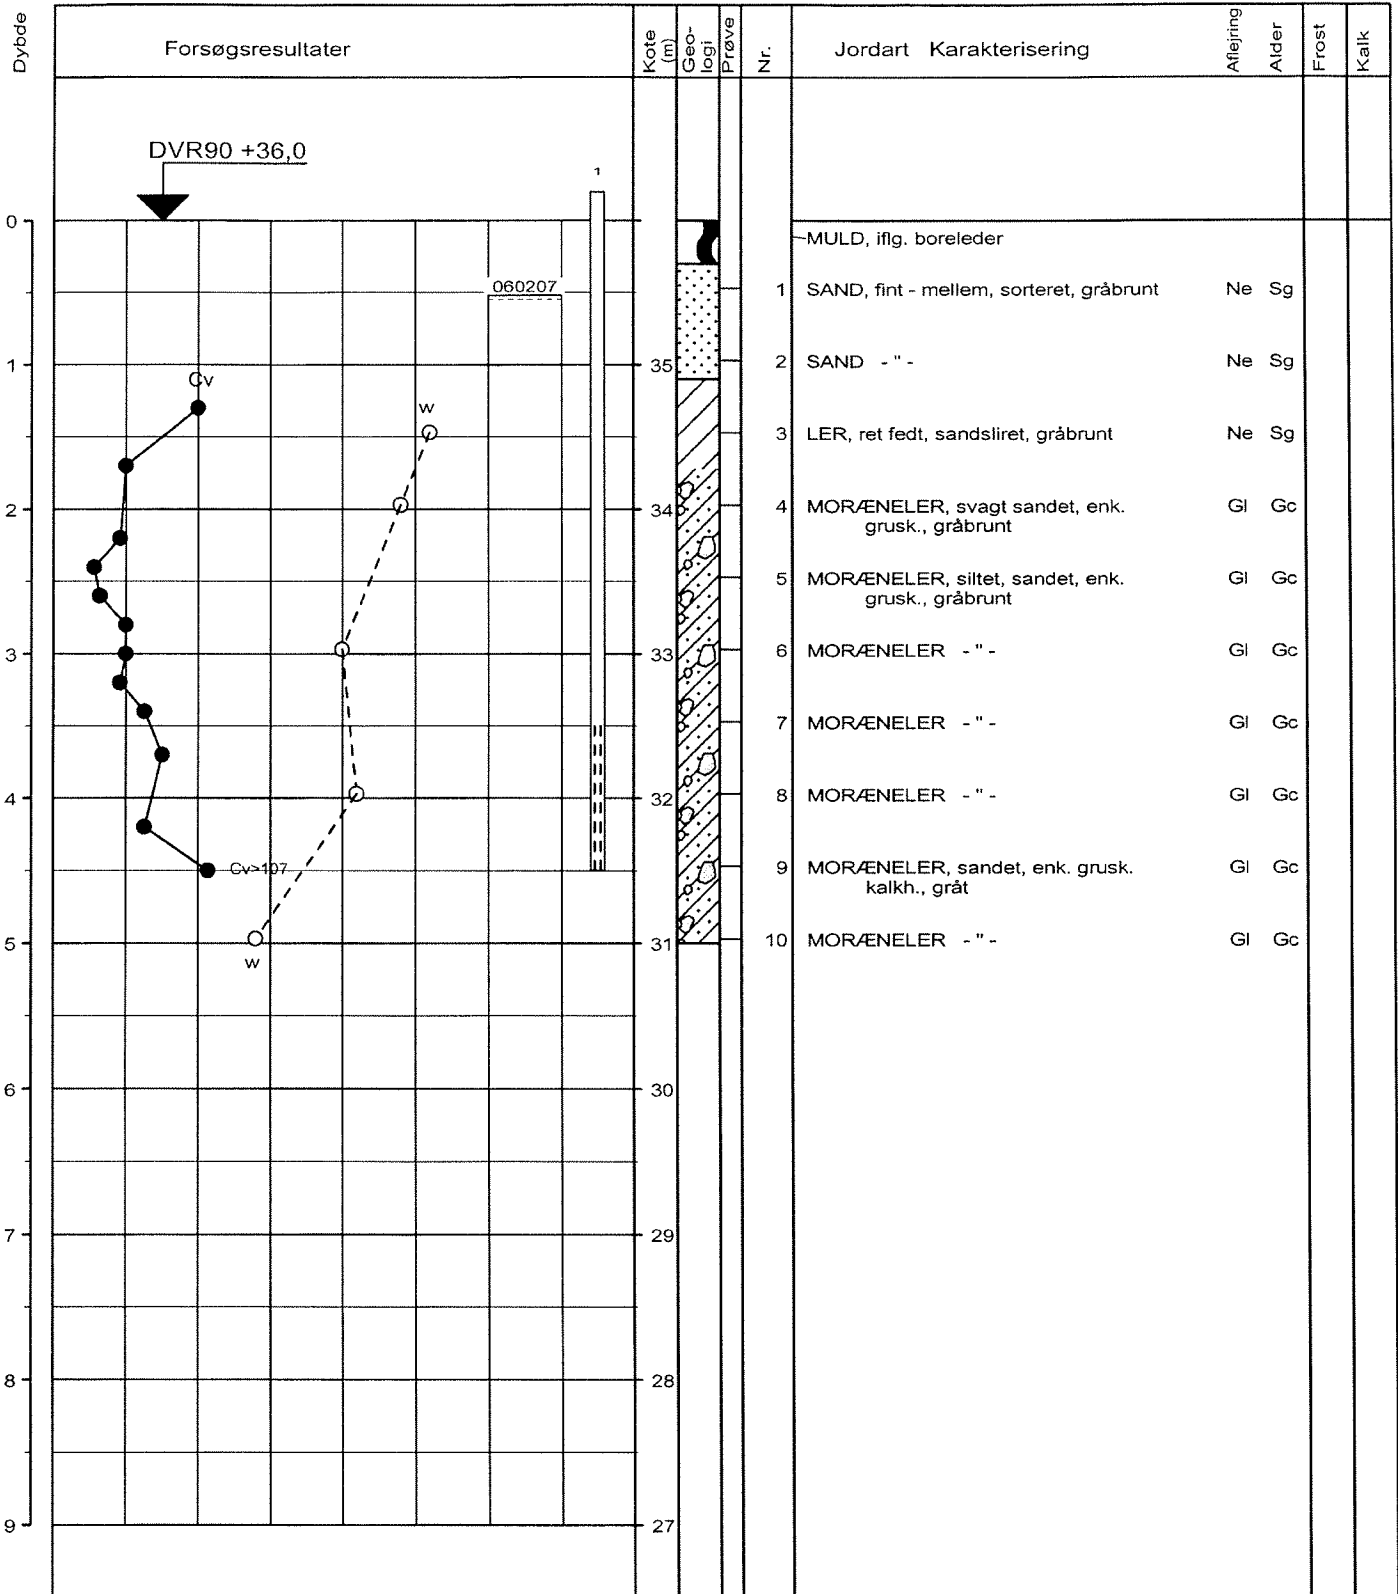 Dybde
Forsøgsresultater
Kote (m)
Geo-
logi
Prøve
Nr.
Jordart Karakterisering
Aflejring
Alder
Frost
Kalk
DVR90 +36,0
1
0
MULD, iflg. boreleder
060207
1 SAND, fint - mellem, sorteret, gråbrunt Ne Sg
1
35
2 SAND - " - Ne Sg
Cv
w
3 LER, ret fedt, sandsliret, gråbrunt Ne Sg
2
34
4 MORÆNELER, svagt sandet, enk.
grusk., gråbrunt
Gl Gc
5 MORÆNELER, siltet, sandet, enk.
grusk., gråbrunt
Gl Gc
3
33
6 MORÆNELER - " - Gl Gc
7 MORÆNELER - " - Gl Gc
4
32
8 MORÆNELER - " - Gl Gc
Cv>107
9 MORÆNELER, sandet, enk. grusk.
kalkh., gråt
Gl Gc
5
31
10 MORÆNELER - " - Gl Gc
w
6
30
7
29
8
28
9
27